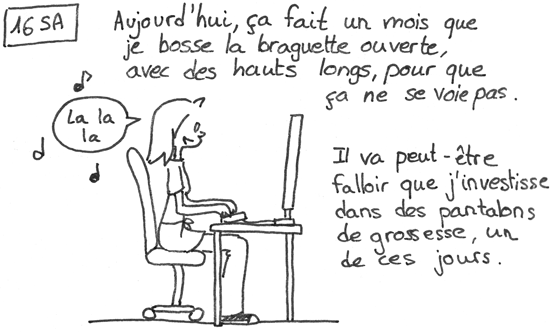 16 SA
Aujourd'hui, ça fait un mois que
je bosse la braguette ouverte,
avec des hauts longs, pour que
ça ne se voie pas.
La la
la
Il va peut-être
falloir que j'investisse
dans des pantalons
de grossesse, un
de ces jours.